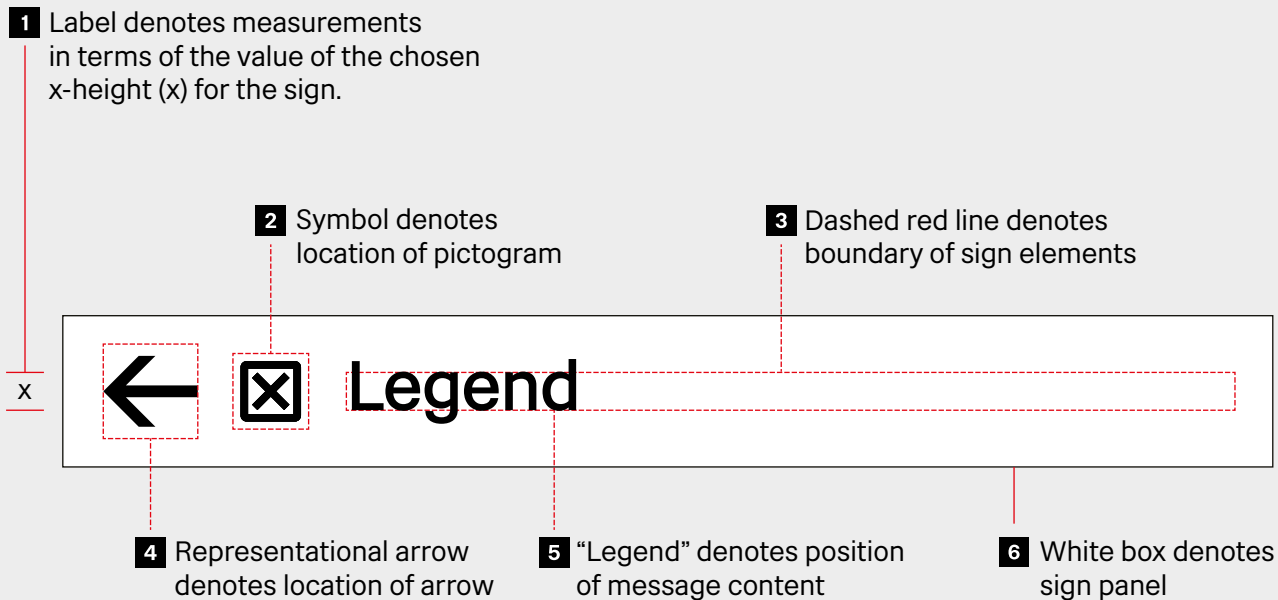 1 Label denotes measurements
in terms of the value of the chosen
x-height (x) for the sign.
2 Symbol denotes
location of pictogram
3 Dashed red line denotes
boundary of sign elements
x
Legend
4 Representational arrow
denotes location of arrow
5 “Legend” denotes position
of message content
6 White box denotes
sign panel